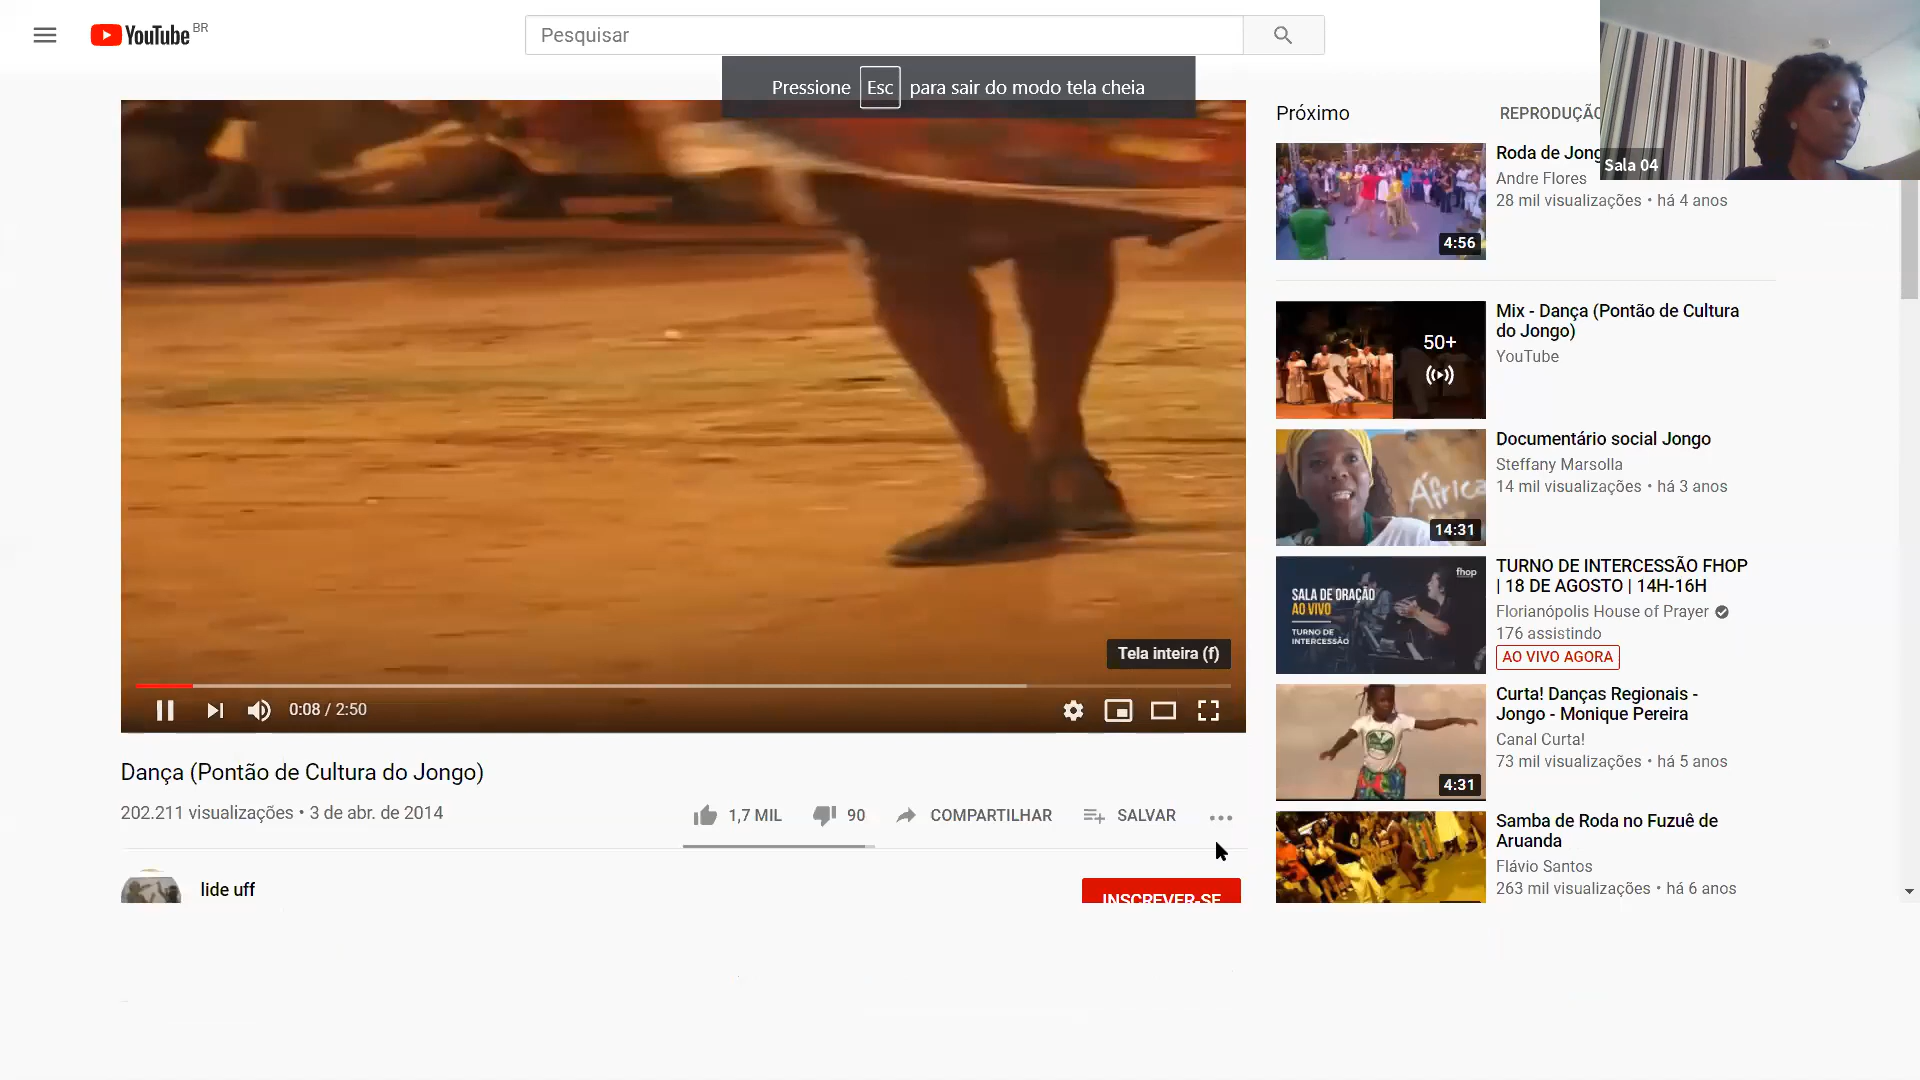 YouTube BR
Pesquisar
Pressione Esc para sair do modo tela cheia
Sala 04
Tela inteira (f)
0:08 / 2:50
Dança (Pontão de Cultura do Jongo)
202.211 visualizações • 3 de abr. de 2014
1,7 MIL
90
COMPARTILHAR
SALVAR
lide uff
INSCREVER-SE
Próximo
REPRODUÇÃO
Roda de Jong
Andre Flores
28 mil visualizações • há 4 anos
4:56
50+
Mix - Dança (Pontão de Cultura
do Jongo)
YouTube
África
14:31
Documentário social Jongo
Steffany Marsolla
14 mil visualizações • há 3 anos
fhop
SALA DE ORAÇÃO
AO VIVO
TURNO DE
INTERCESSÃO
TURNO DE INTERCESSÃO FHOP
| 18 DE AGOSTO | 14H-16H
Florianópolis House of Prayer
176 assistindo
AO VIVO AGORA
4:31
Curta! Danças Regionais -
Jongo - Monique Pereira
Canal Curta!
73 mil visualizações • há 5 anos
Samba de Roda no Fuzuê de
Aruanda
Flávio Santos
263 mil visualizações • há 6 anos